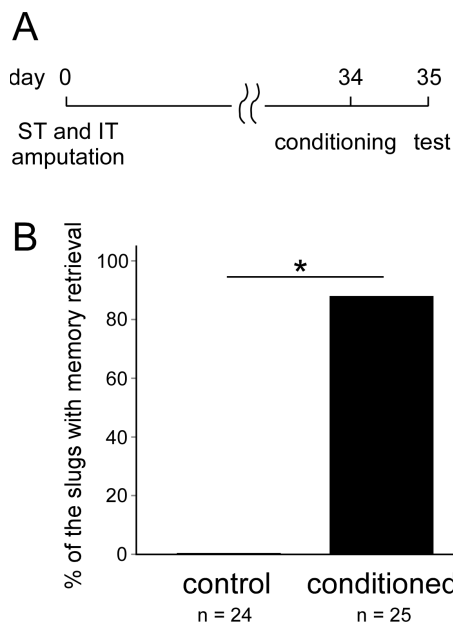 A
day 0 34 35
ST and IT
amputation
conditioning test
B
% of the slugs with memory retrieval
100
*
80
60
40
20
0
control conditioned
n = 24 n = 25